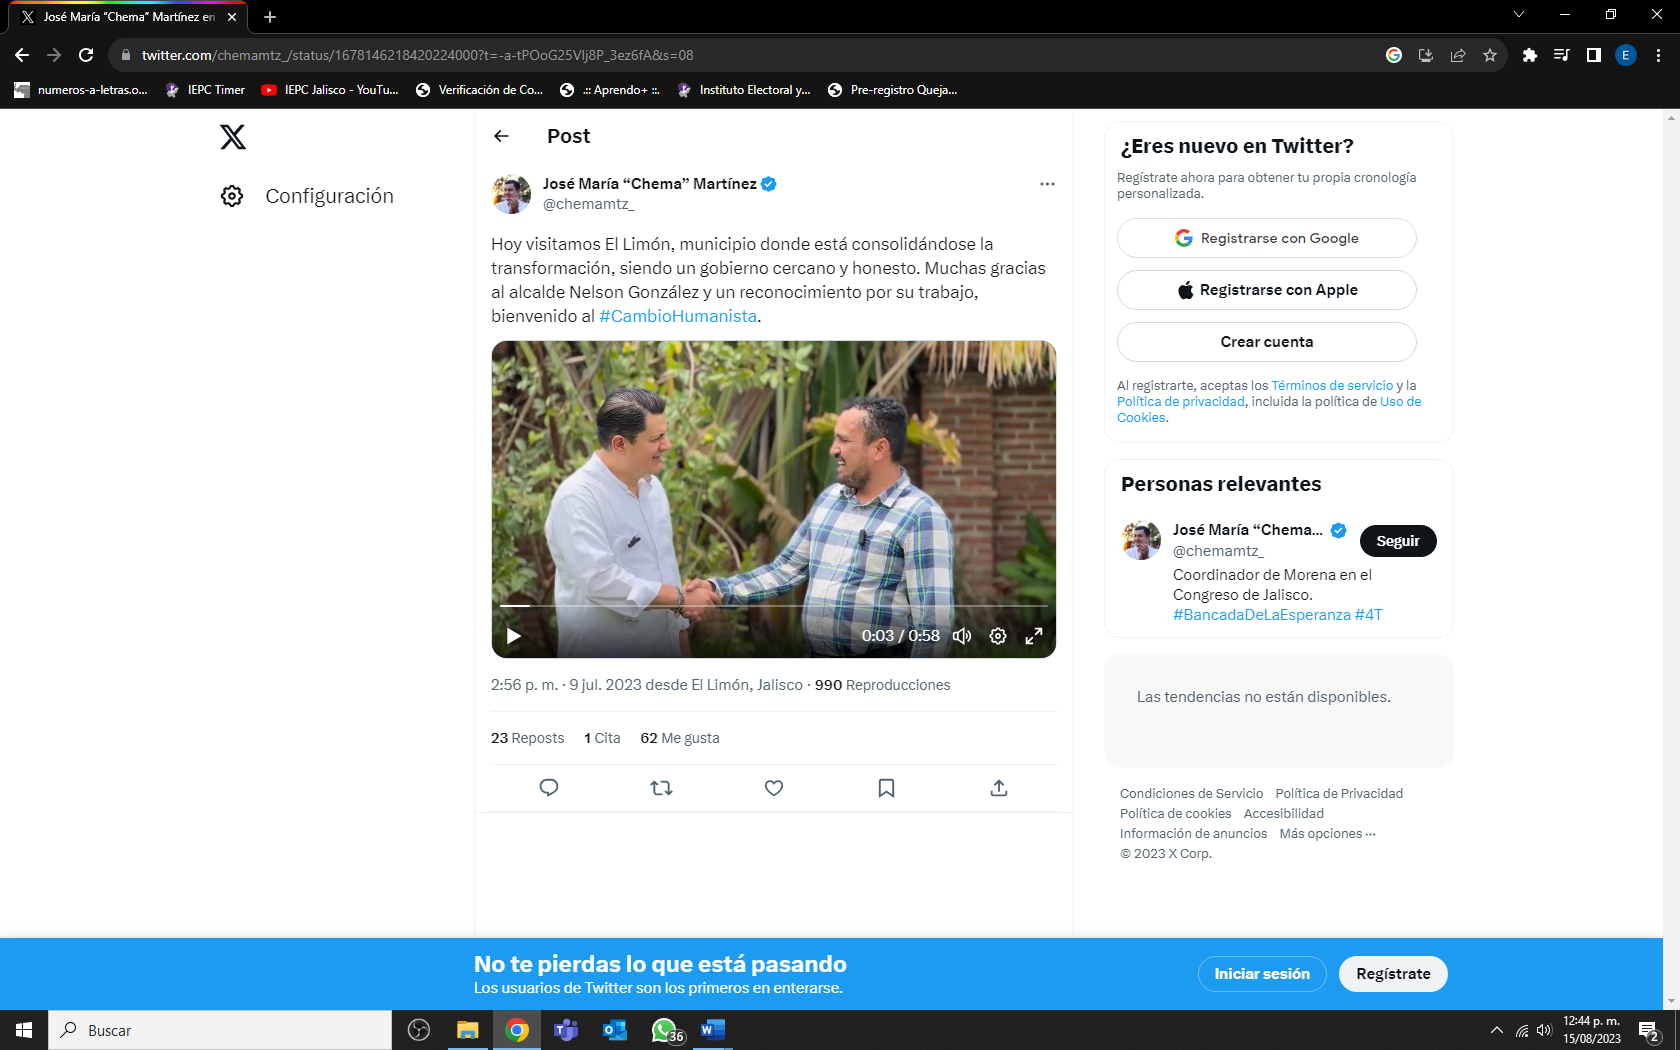 José María “Chema” Martínez en
twitter.com/chemamtz_/status/1678146218420224000?t=-a-tPOoG25VIj8P_3ez6fA&s=08
E
numeros-a-letras.o...
IEPC Timer
IEPC Jalisco - YouTu...
Verificación de Co...
.:: Aprendo+ ::.
Instituto Electoral y...
Pre-registro Queja...
Configuración
Post
José María “Chema” Martínez
@chemamtz_
Hoy visitamos El Limón, municipio donde está consolidándose la
transformación, siendo un gobierno cercano y honesto. Muchas gracias
al alcalde Nelson González y un reconocimiento por su trabajo,
bienvenido al #CambioHumanista.
0:03 / 0:58
2:56 p. m. · 9 jul. 2023 desde El Limón, Jalisco · 990 Reproducciones
23 Reposts 1 Cita 62 Me gusta
¿Eres nuevo en Twitter?
Regístrate ahora para obtener tu propia cronología
personalizada.
Registrarse con Google
Registrarse con Apple
Crear cuenta
Al registrarte, aceptas los Términos de servicio y la
Política de privacidad, incluida la política de Uso de
Cookies.
Personas relevantes
José María “Chema...
@chemamtz_
Seguir
Coordinador de Morena en el
Congreso de Jalisco.
#BancadaDeLaEsperanza #4T
Las tendencias no están disponibles.
Condiciones de Servicio Política de Privacidad
Política de cookies Accesibilidad
Información de anuncios Más opciones ···
© 2023 X Corp.
No te pierdas lo que está pasando
Los usuarios de Twitter son los primeros en enterarse.
Iniciar sesión
Regístrate
Buscar
36
12:44 p. m.
15/08/2023
2